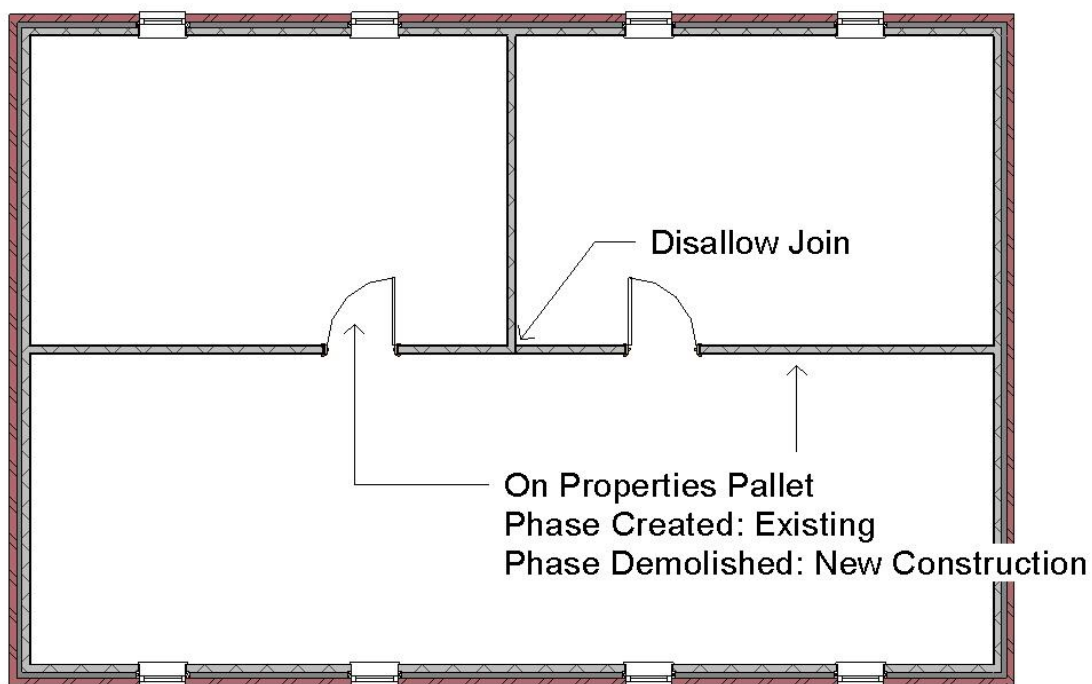 Disallow Join
On Properties Pallet
Phase Created: Existing
Phase Demolished: New Construction